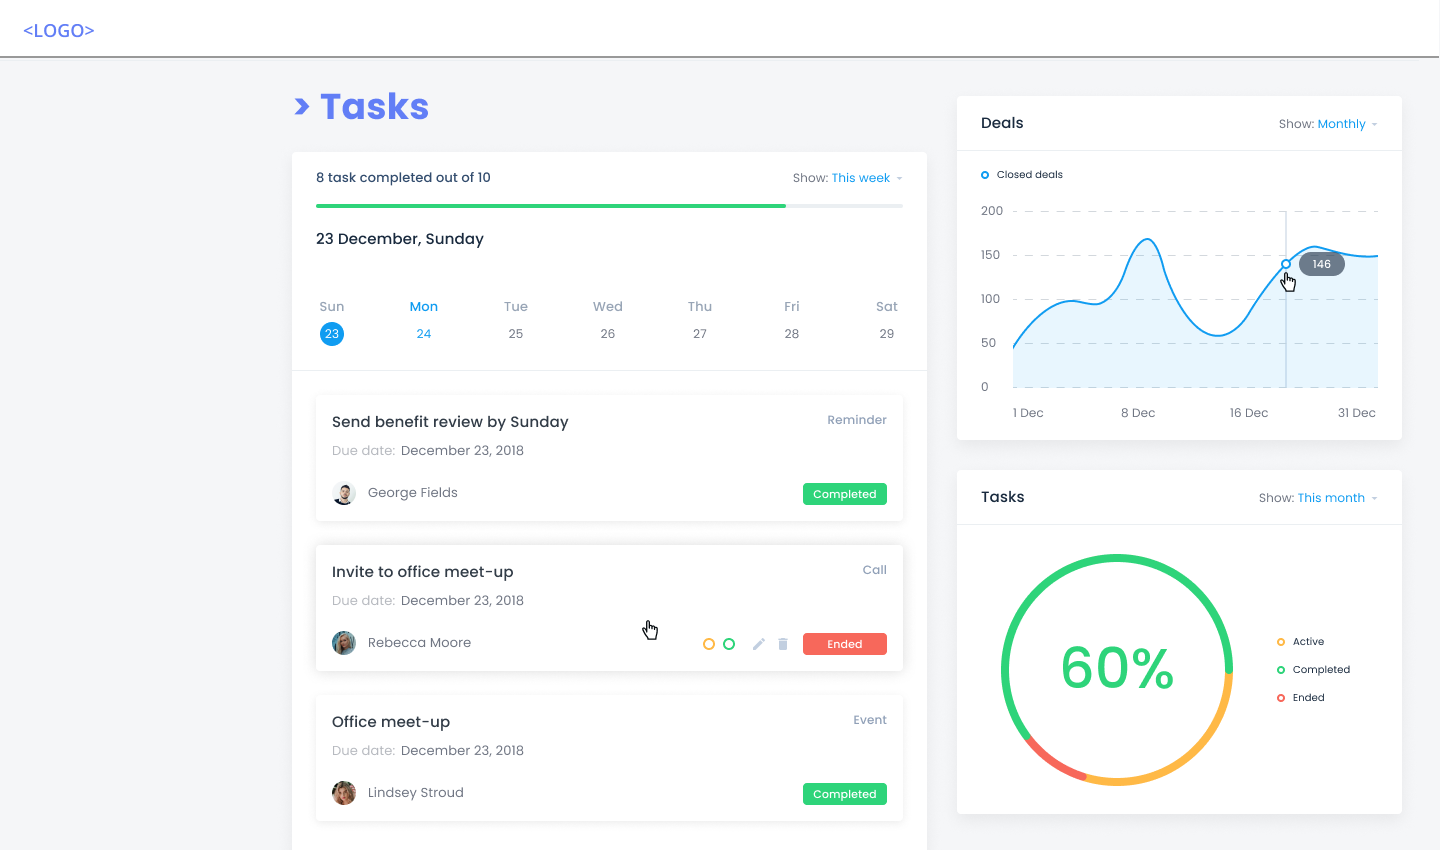 <LOGO>
> Tasks
8 task completed out of 10
Show: This week
23 December, Sunday
Sun Mon Tue Wed Thu Fri Sat
23 24 25 26 27 28 29
Send benefit review by Sunday
Reminder
Due date: December 23, 2018
George Fields
Completed
Invite to office meet-up
Call
Due date: December 23, 2018
Rebecca Moore
Ended
Office meet-up
Event
Due date: December 23, 2018
Lindsey Stroud
Completed
Deals
Show: Monthly
Closed deals
200
150
146
100
50
0
1 Dec 8 Dec 16 Dec 31 Dec
Tasks
Show: This month
60%
Active
Completed
Ended